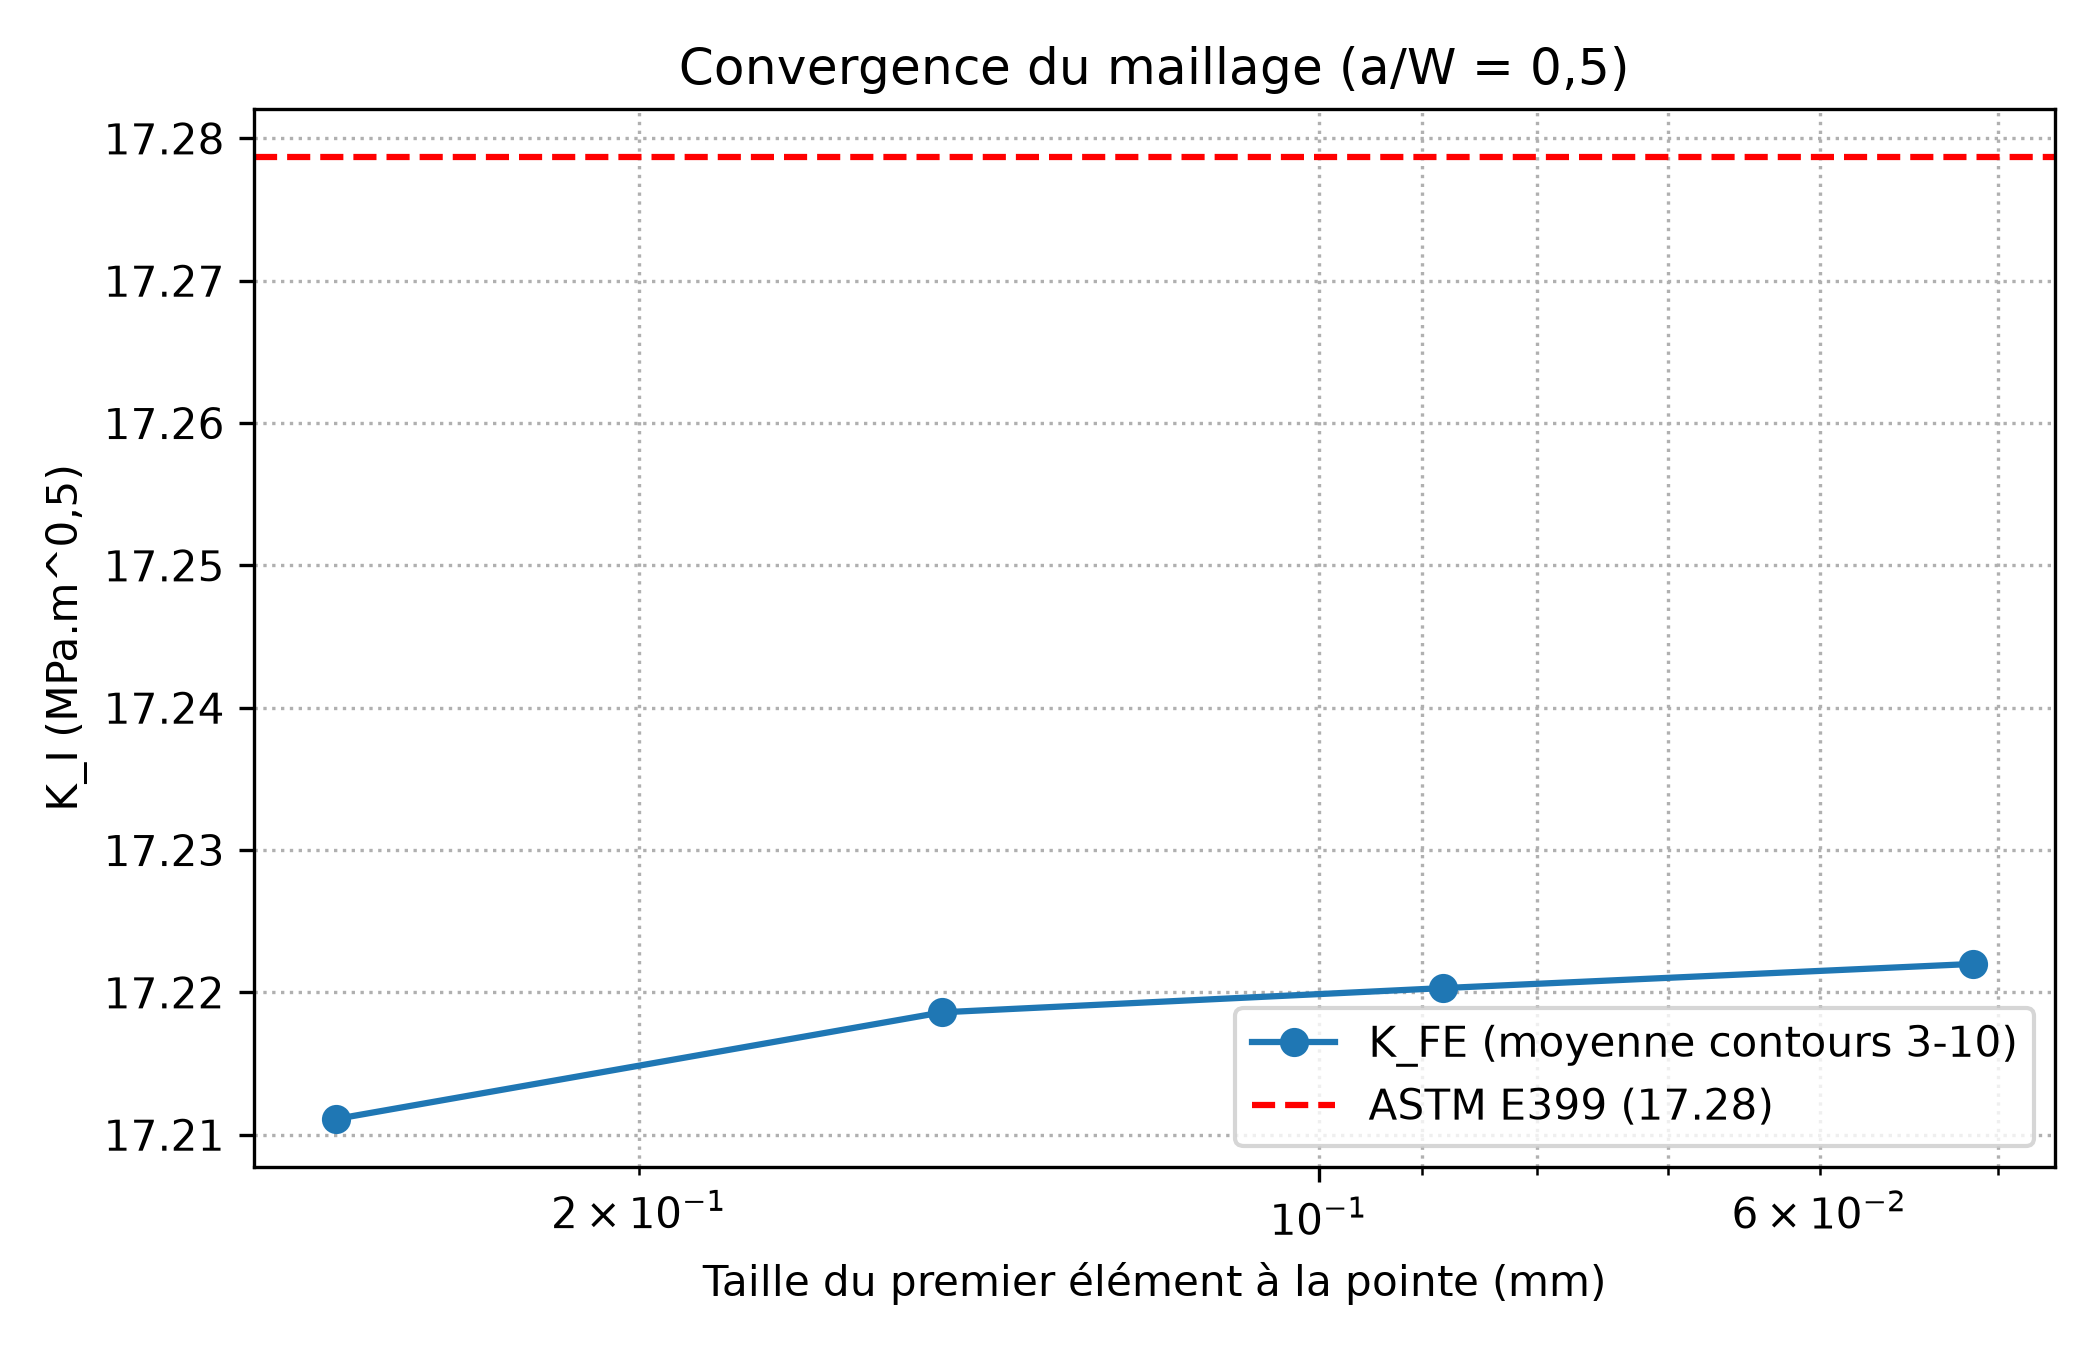 Convergence du maillage (a/W = 0,5)
K_I (MPa.m^0,5)
17.28
17.27
17.26
17.25
17.24
17.23
17.22
17.21
K_FE (moyenne contours 3-10)
ASTM E399 (17.28)
2 × 10⁻¹
10⁻¹
6 × 10⁻²
Taille du premier élément à la pointe (mm)